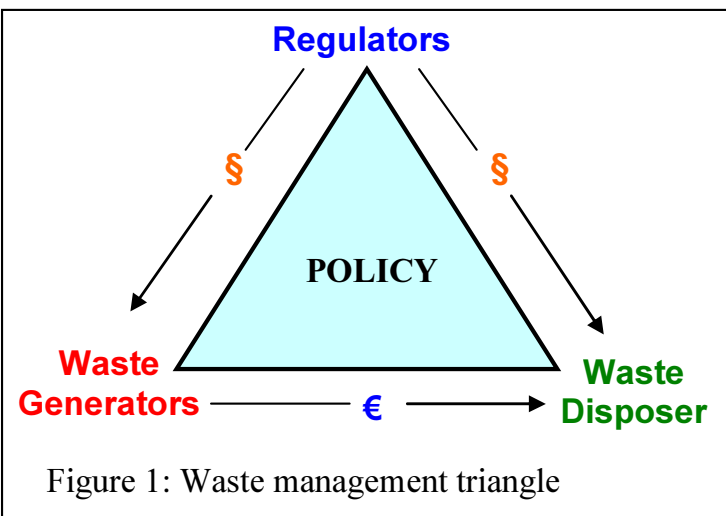 Regulators
§ §
POLICY
Waste
Generators
€
Waste
Disposer
Figure 1: Waste management triangle